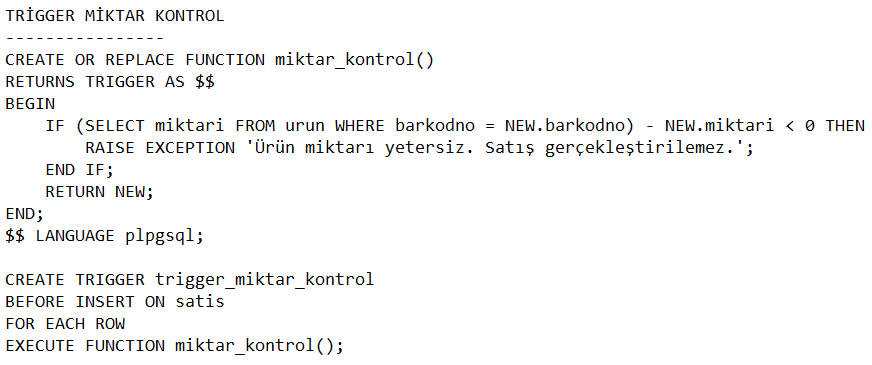 TRİGGER MİKTAR KONTROL
----------------
CREATE OR REPLACE FUNCTION miktar_kontrol()
RETURNS TRIGGER AS $$
BEGIN
    IF (SELECT miktari FROM urun WHERE barkodno = NEW.barkodno) - NEW.miktari < 0 THEN
        RAISE EXCEPTION 'Ürün miktarı yetersiz. Satış gerçekleştirilemez.';
    END IF;
    RETURN NEW;
END;
$$ LANGUAGE plpgsql;

CREATE TRIGGER trigger_miktar_kontrol
BEFORE INSERT ON satis
FOR EACH ROW
EXECUTE FUNCTION miktar_kontrol();